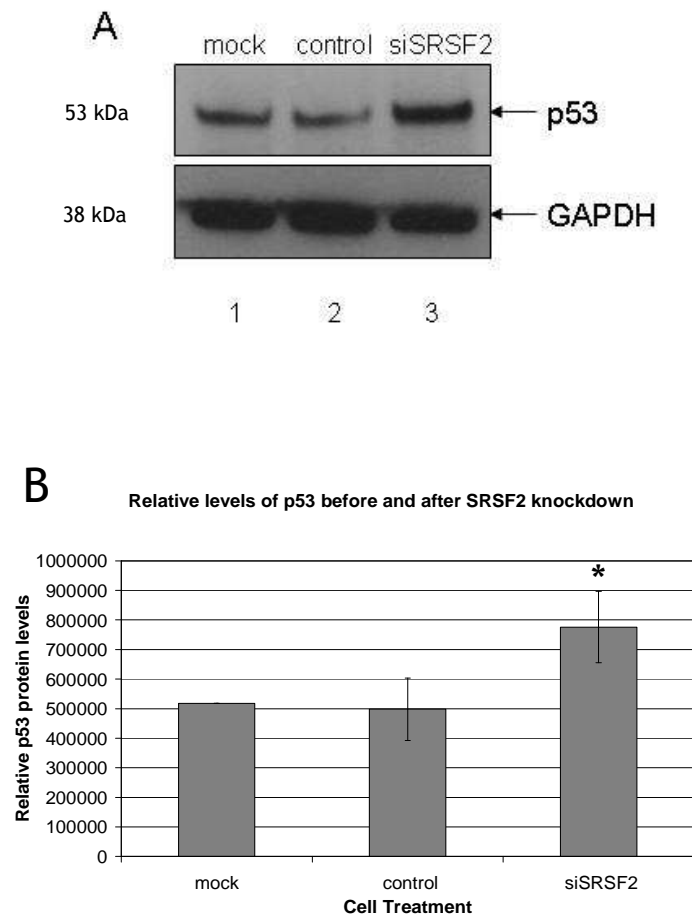 A
mock control siSRSF2
53 kDa
p53
38 kDa
GAPDH
1 2 3
B
Relative levels of p53 before and after SRSF2 knockdown
Relative p53 protein levels
1000000
900000
800000
700000
600000
500000
400000
300000
200000
100000
0
*
mock control siSRSF2
Cell Treatment